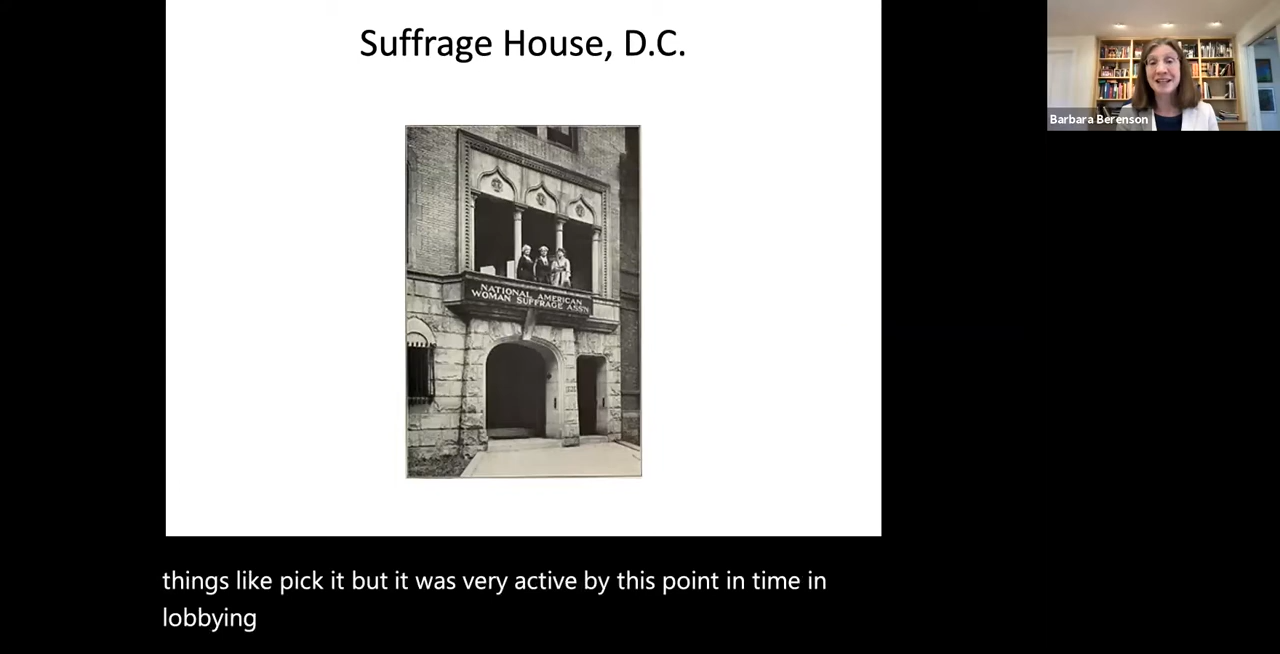 Suffrage House, D.C.
Barbara Berenson
NATIONAL AMERICAN
WOMAN SUFFRAGE ASS'N
things like pick it but it was very active by this point in time in
lobbying